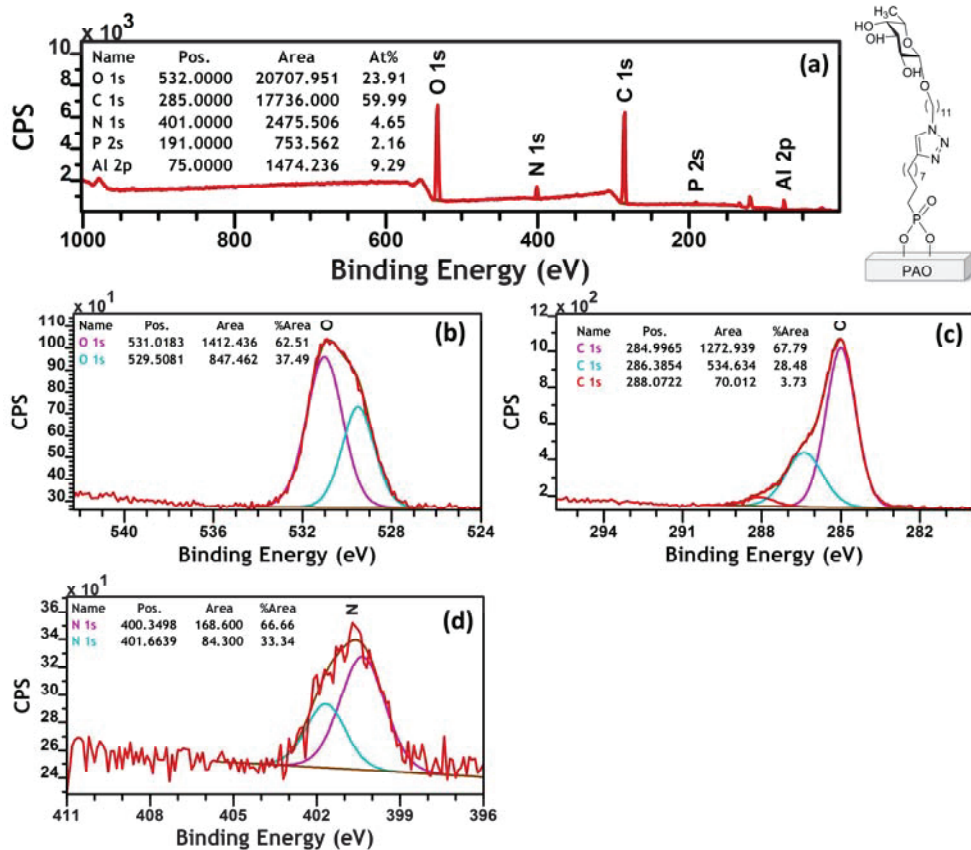 x 10³
(a)
Name Pos. Area At%
O 1s 532.0000 20707.951 23.91
C 1s 285.0000 17736.000 59.99
N 1s 401.0000 2475.506 4.65
P 2s 191.0000 753.562 2.16
Al 2p 75.0000 1474.236 9.29
O 1s
N 1s
C 1s
P 2s
Al 2p
10
8
6
4
2
CPS
1000 800 600 400 200
Binding Energy (eV)
H₃C
HO
HO
OH
O
O
11
N
N
N
7
P
O
O
O
PAO
x 10¹
(b)
Name Pos. Area %Area
O 1s 531.0183 1412.436 62.51
O 1s 529.5081 847.462 37.49
O
110
100
90
80
70
60
50
40
30
CPS
540 536 532 528 524
Binding Energy (eV)
x 10²
(c)
Name Pos. Area %Area
C 1s 284.9965 1272.939 67.79
C 1s 286.3854 534.634 28.48
C 1s 288.0722 70.012 3.73
C
12
10
8
6
4
2
CPS
294 291 288 285 282
Binding Energy (eV)
x 10¹
(d)
Name Pos. Area %Area
N 1s 400.3498 168.600 66.66
N 1s 401.6639 84.300 33.34
N
36
34
32
30
28
26
24
CPS
411 408 405 402 399 396
Binding Energy (eV)